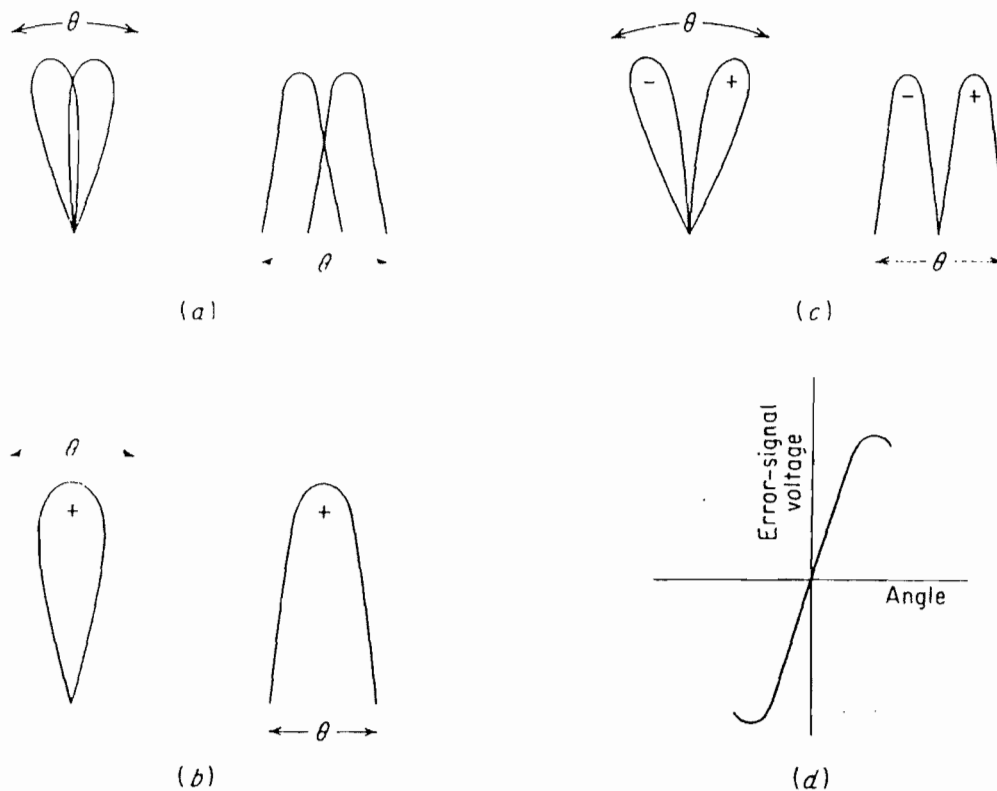 θ
θ
(a)
θ
- +
- +
θ
(c)
θ
+
+
θ
(b)
Error-signal
voltage
Angle
(d)